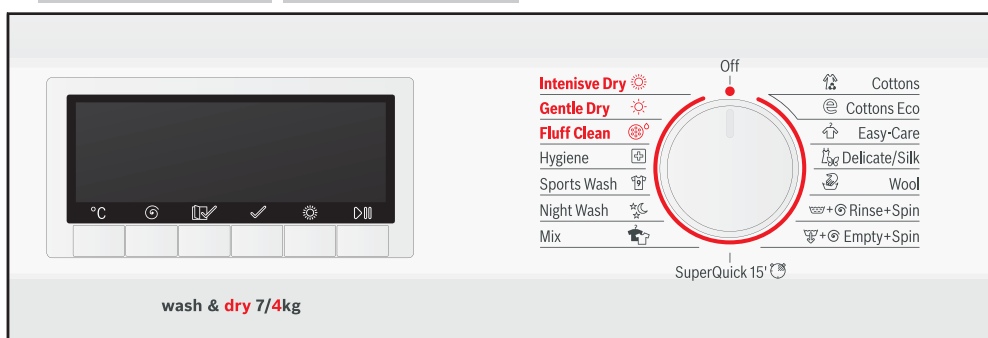 Off
Intenisve Dry
Gentle Dry
Fluff Clean
Hygiene
Sports Wash
Night Wash
Mix
Cottons
Cottons Eco
Easy-Care
Delicate/Silk
Wool
+ Rinse+Spin
+ Empty+Spin
SuperQuick 15'
°C
wash & dry 7/4kg